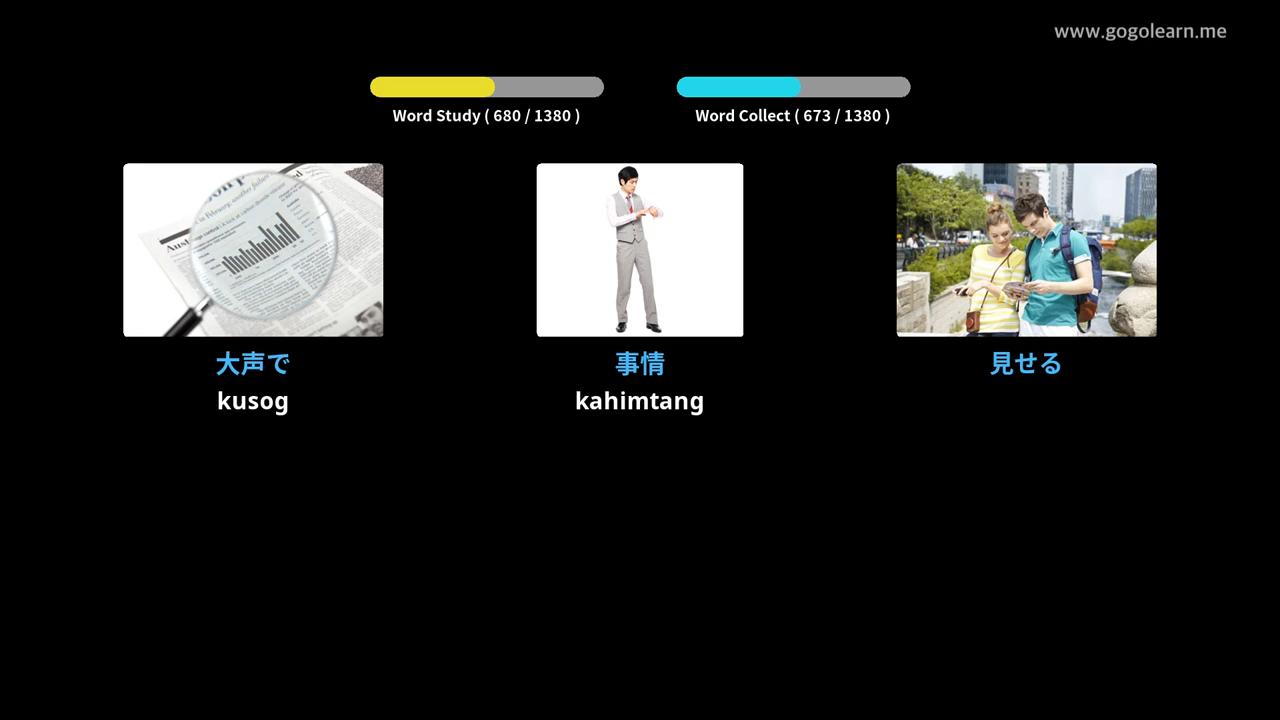 www.gogolearn.me
Word Study ( 680 / 1380 )
Word Collect ( 673 / 1380 )
大声で
kusog
事情
kahimtang
見せる